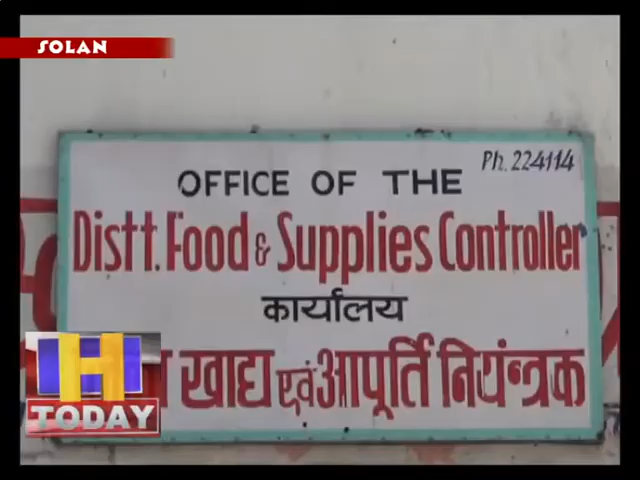 SOLAN
Ph. 224114
OFFICE OF THE
Distt. Food & Supplies Controller
कार्यालय
खाद्य एवं आपूर्ति नियंन्त्रक
H
TODAY